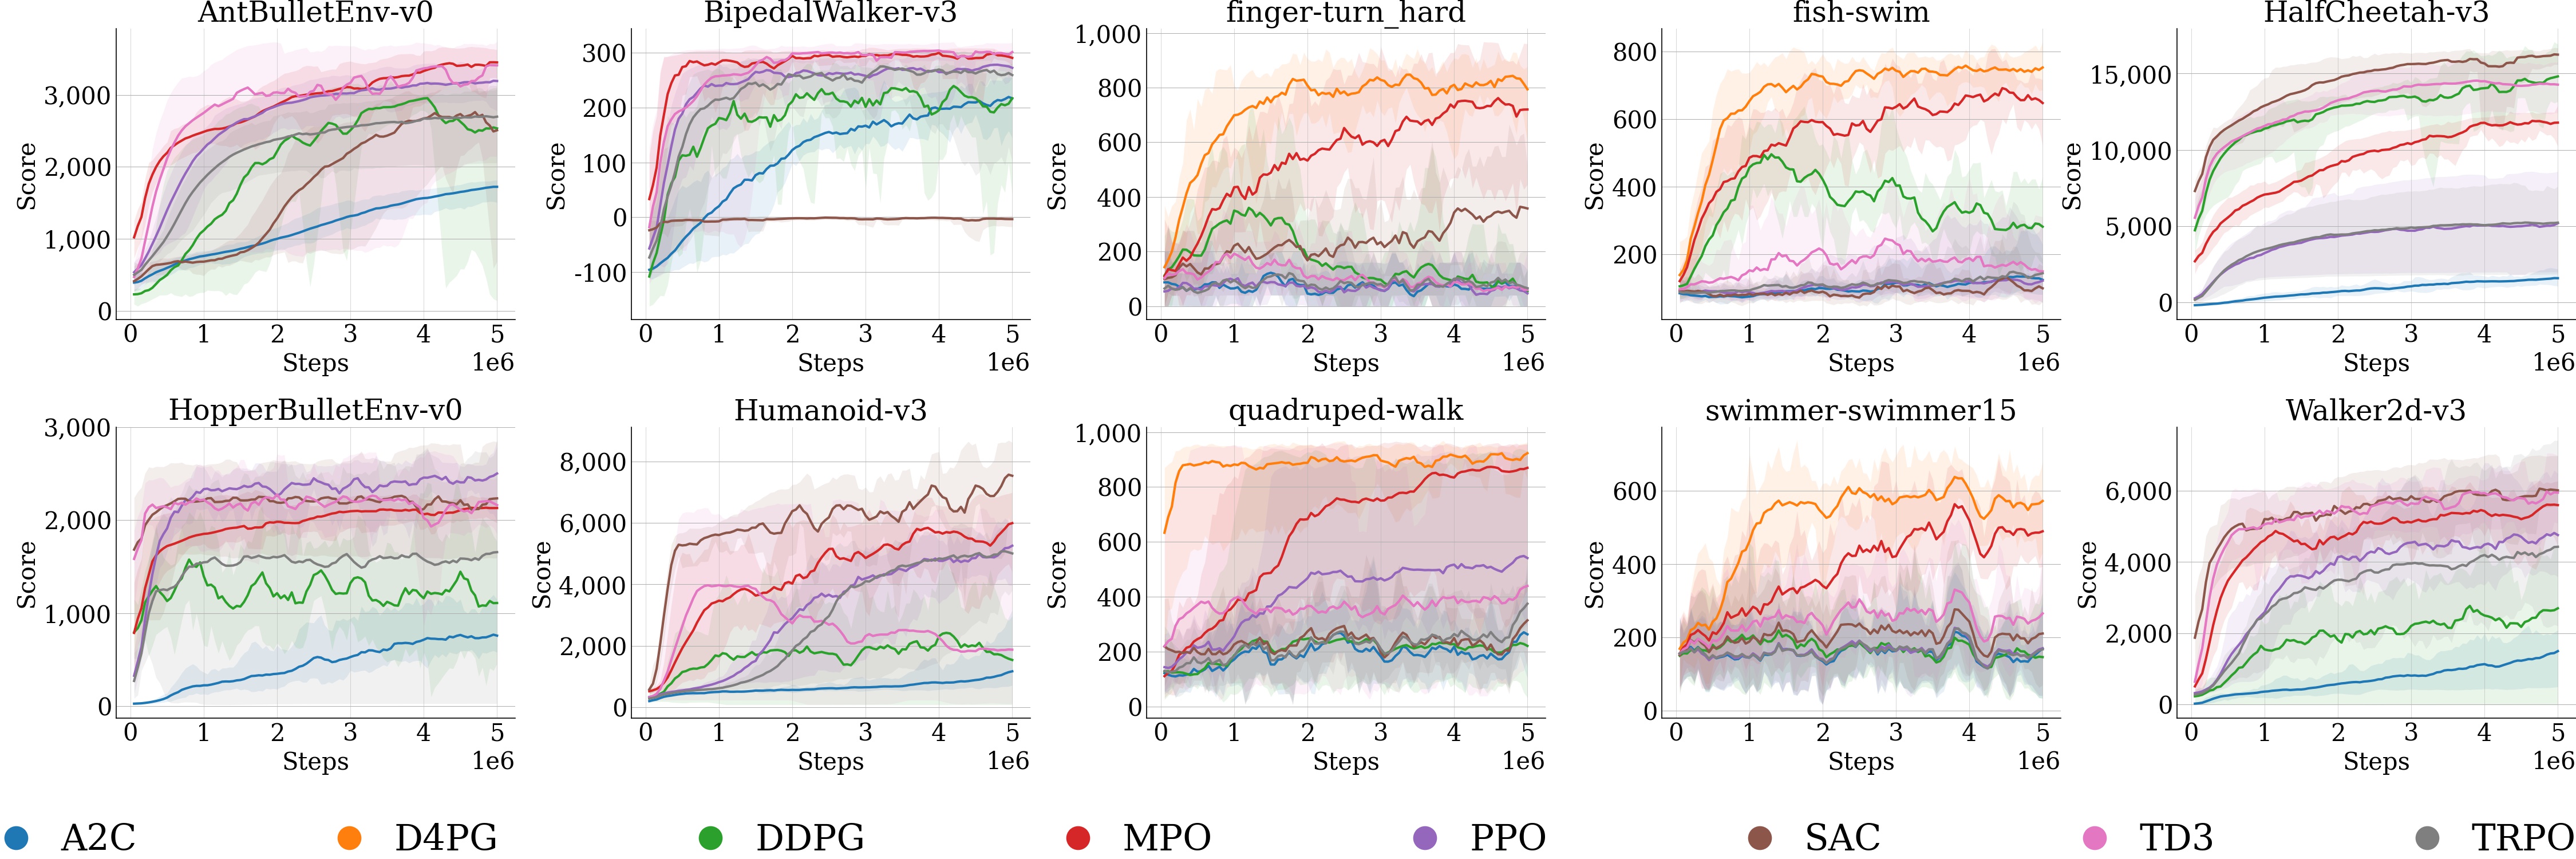 AntBulletEnv-v0
BipedalWalker-v3
finger-turn_hard
fish-swim
HalfCheetah-v3
Score
3,000
2,000
1,000
0
0 1 2 3 4 5
Steps 1e6
Score
300
200
100
0
-100
0 1 2 3 4 5
Steps 1e6
Score
1,000
800
600
400
200
0
0 1 2 3 4 5
Steps 1e6
Score
800
600
400
200
0 1 2 3 4 5
Steps 1e6
Score
15,000
10,000
5,000
0
0 1 2 3 4 5
Steps 1e6
HopperBulletEnv-v0
Humanoid-v3
quadruped-walk
swimmer-swimmer15
Walker2d-v3
Score
3,000
2,000
1,000
0
0 1 2 3 4 5
Steps 1e6
Score
8,000
6,000
4,000
2,000
0
0 1 2 3 4 5
Steps 1e6
Score
1,000
800
600
400
200
0
0 1 2 3 4 5
Steps 1e6
Score
600
400
200
0
0 1 2 3 4 5
Steps 1e6
Score
6,000
4,000
2,000
0
0 1 2 3 4 5
Steps 1e6
A2C D4PG DDPG MPO PPO SAC TD3 TRPO